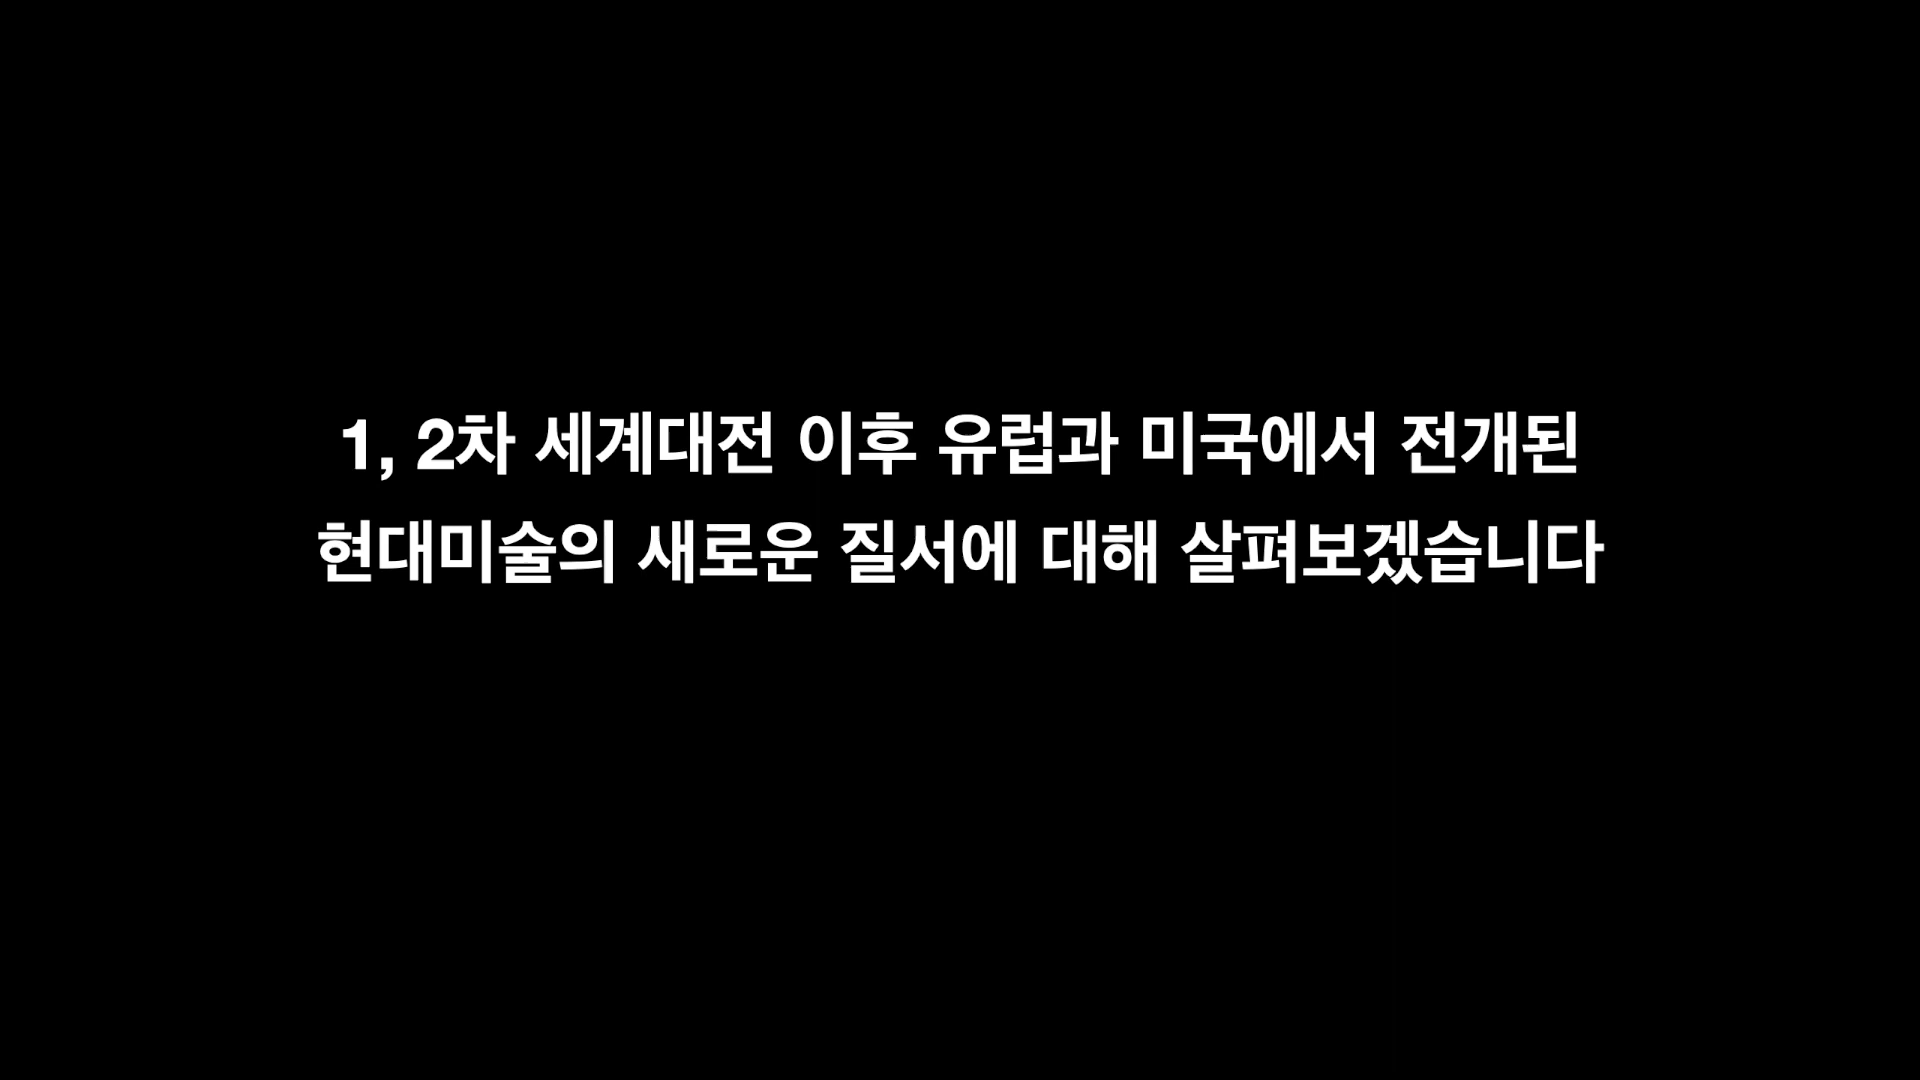 1, 2차 세계대전 이후 유럽과 미국에서 전개된
현대미술의 새로운 질서에 대해 살펴보겠습니다